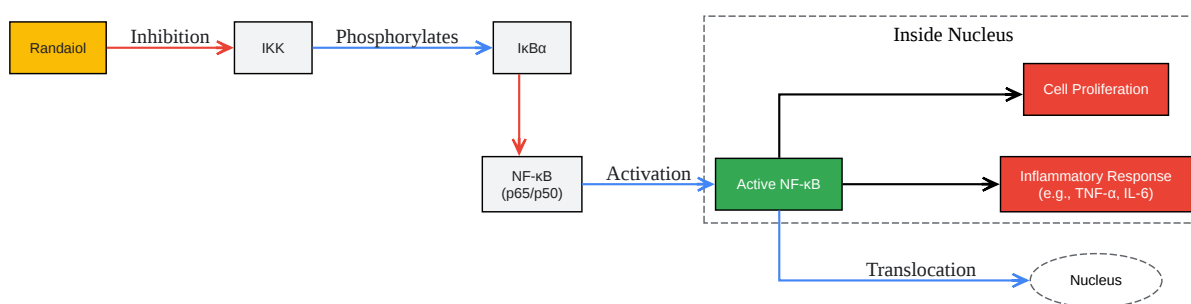 Randaiol
Inhibition
IKK
Phosphorylates
IκBα
Inside Nucleus
Cell Proliferation
NF-κB
(p65/p50)
Activation
Active NF-κB
Inflammatory Response
(e.g., TNF-α, IL-6)
Translocation
Nucleus